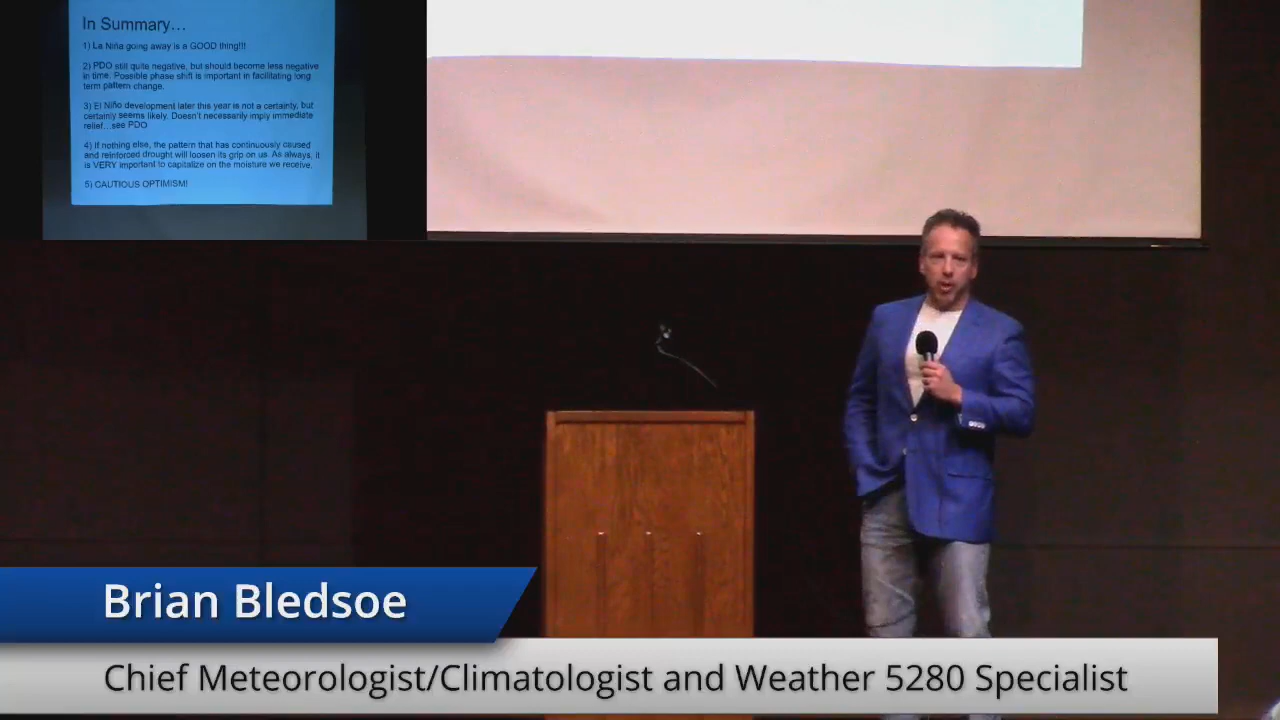 In Summary…
1) La Niña going away is a GOOD thing!!!
2) PDO still quite negative, but should become less negative
in time. Possible phase shift is important in facilitating long
term pattern change.
3) El Niño development later this year is not a certainty, but
certainly seems likely. Doesn't necessarily imply immediate
relief…see PDO
4) If nothing else, the pattern that has continuously caused
and reinforced drought will loosen its grip on us. As always, it
is VERY important to capitalize on the moisture we receive.
5) CAUTIOUS OPTIMISM!
Brian Bledsoe
Chief Meteorologist/Climatologist and Weather 5280 Specialist